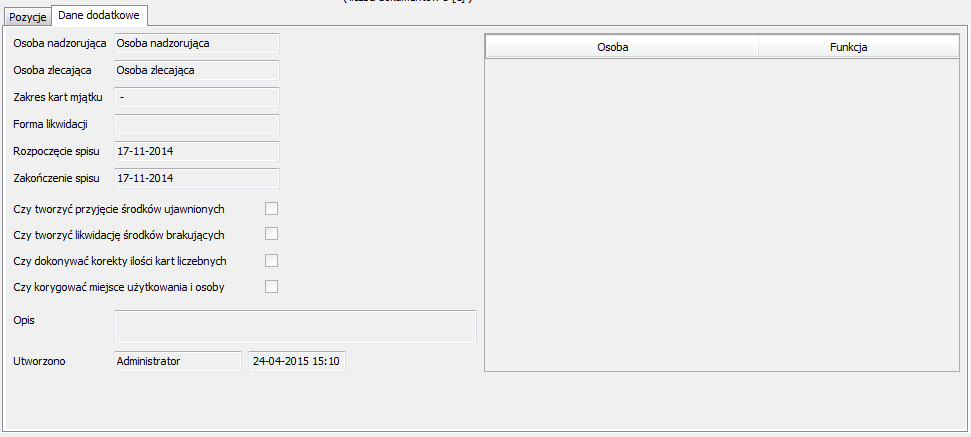 Pozycje Dane dodatkowe
Osoba nadzorująca Osoba nadzorująca
Osoba zlecająca Osoba zlecająca
Zakres kart mjątku -
Forma likwidacji
Rozpoczęcie spisu 17-11-2014
Zakończenie spisu 17-11-2014
Czy tworzyć przyjęcie środków ujawnionych
Czy tworzyć likwidację środków brakujących
Czy dokonywać korekty ilości kart liczebnych
Czy korygować miejsce użytkowania i osoby
Opis
Utworzono Administrator 24-04-2015 15:10
Osoba Funkcja